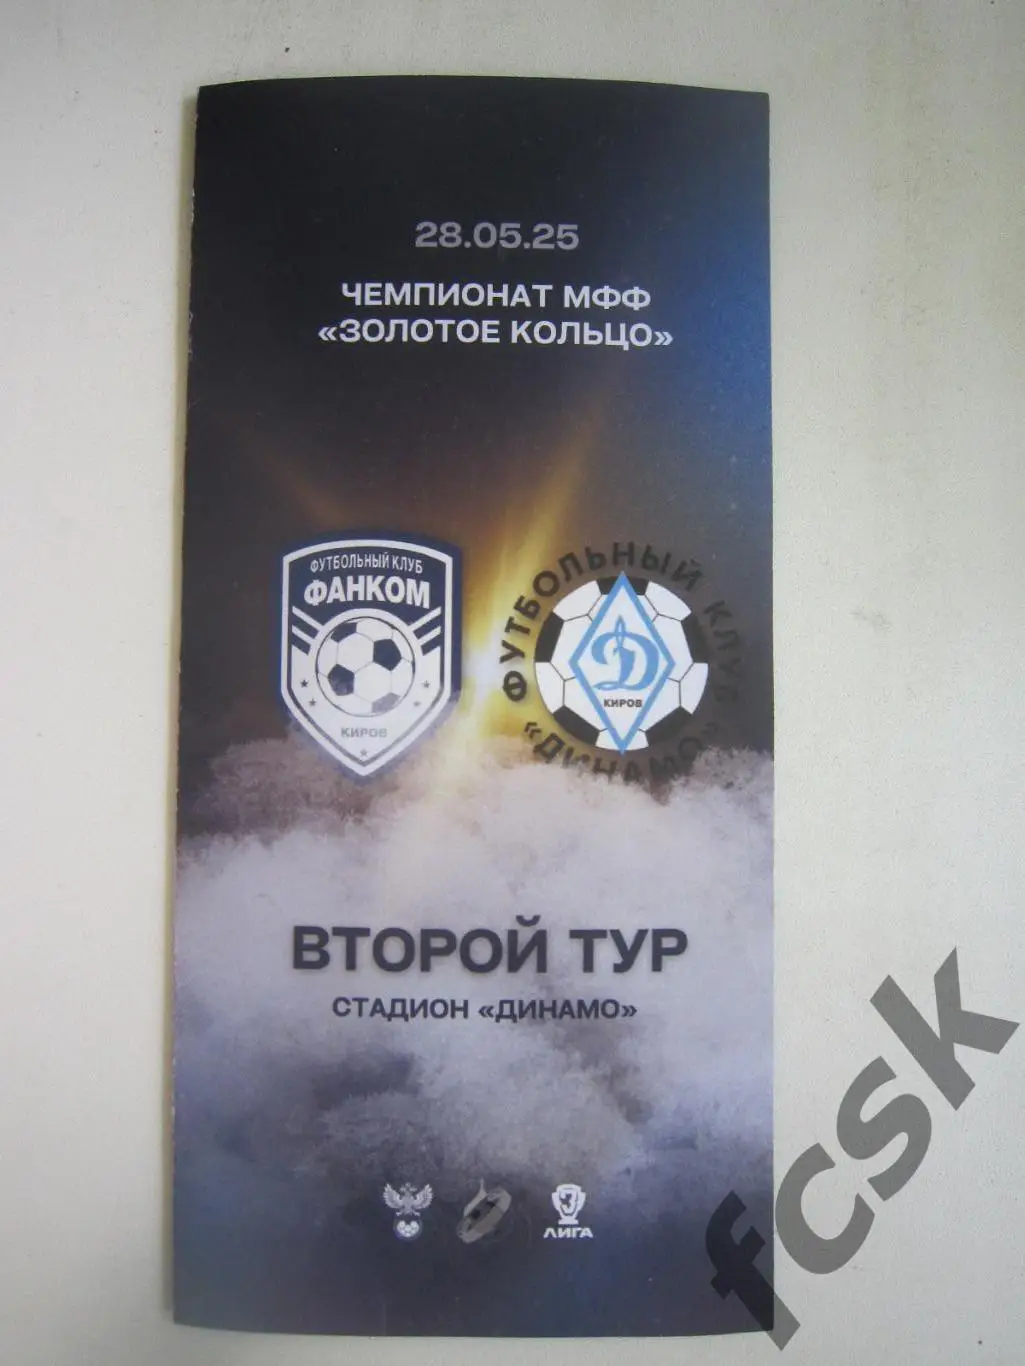 28.05.25
ЧЕМПИОНАТ МФФ
«ЗОЛОТОЕ КОЛЬЦО»
ФУТБОЛЬНЫЙ КЛУБ
ФАНКОМ
КИРОВ
ФУТБОЛЬНЫЙ КЛУБ
«ДИНАМО»
Д
КИРОВ
ВТОРОЙ ТУР
СТАДИОН «ДИНАМО»
3
ЛИГА
fcsk